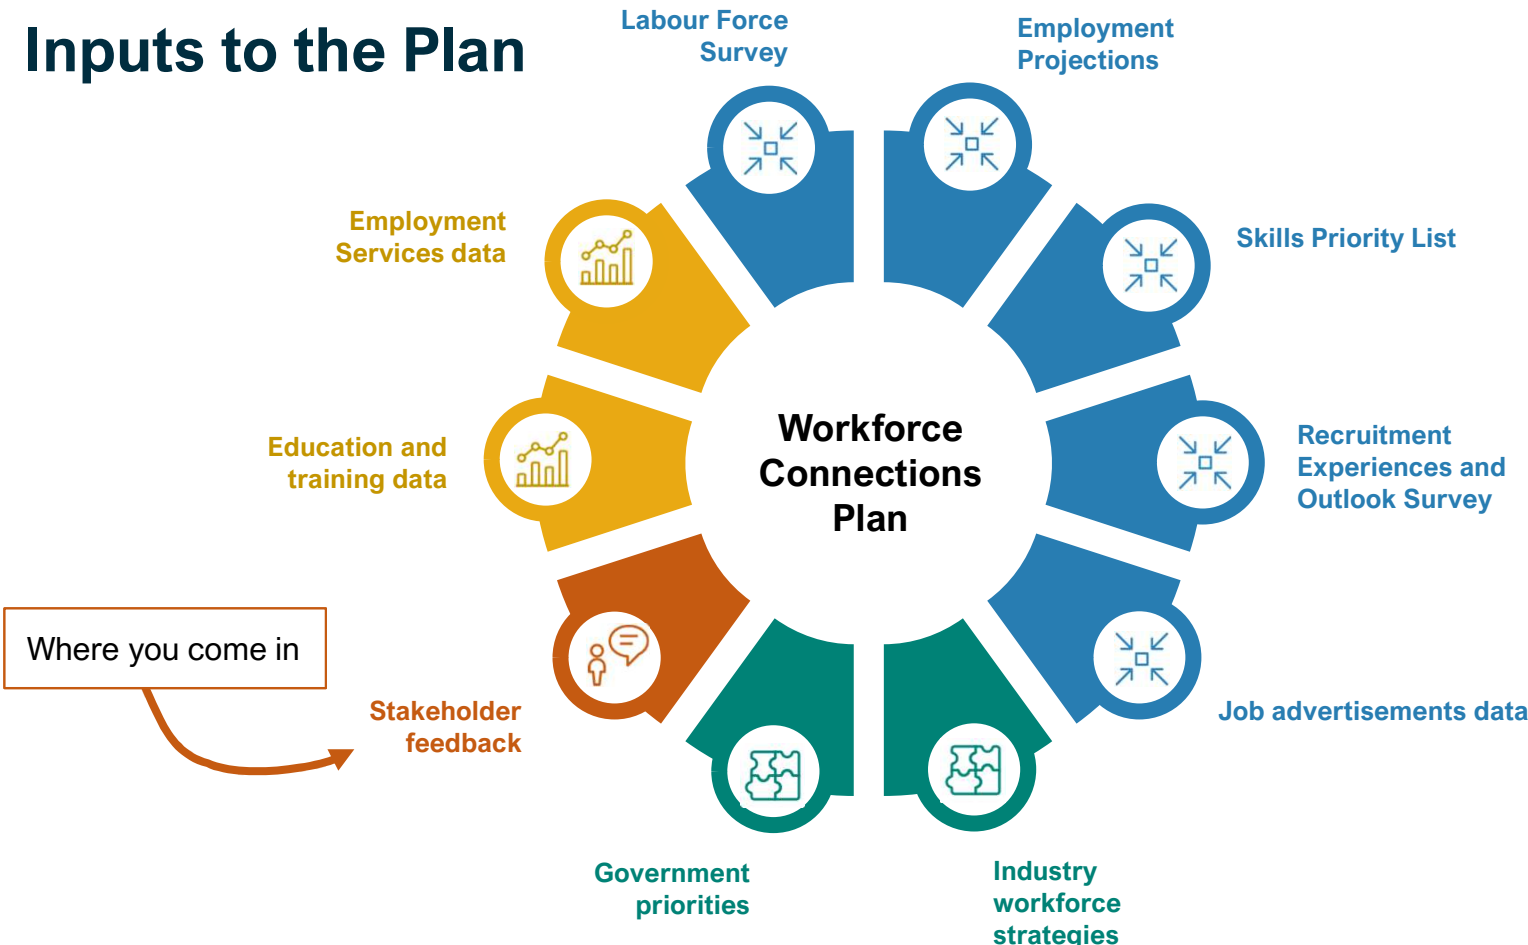 Inputs to the Plan
Labour Force
Survey
Employment
Projections
Employment
Services data
Skills Priority List
Education and
training data
Workforce
Connections
Plan
Recruitment
Experiences and
Outlook Survey
Where you come in
Stakeholder
feedback
Job advertisements data
Government
priorities
Industry
workforce
strategies